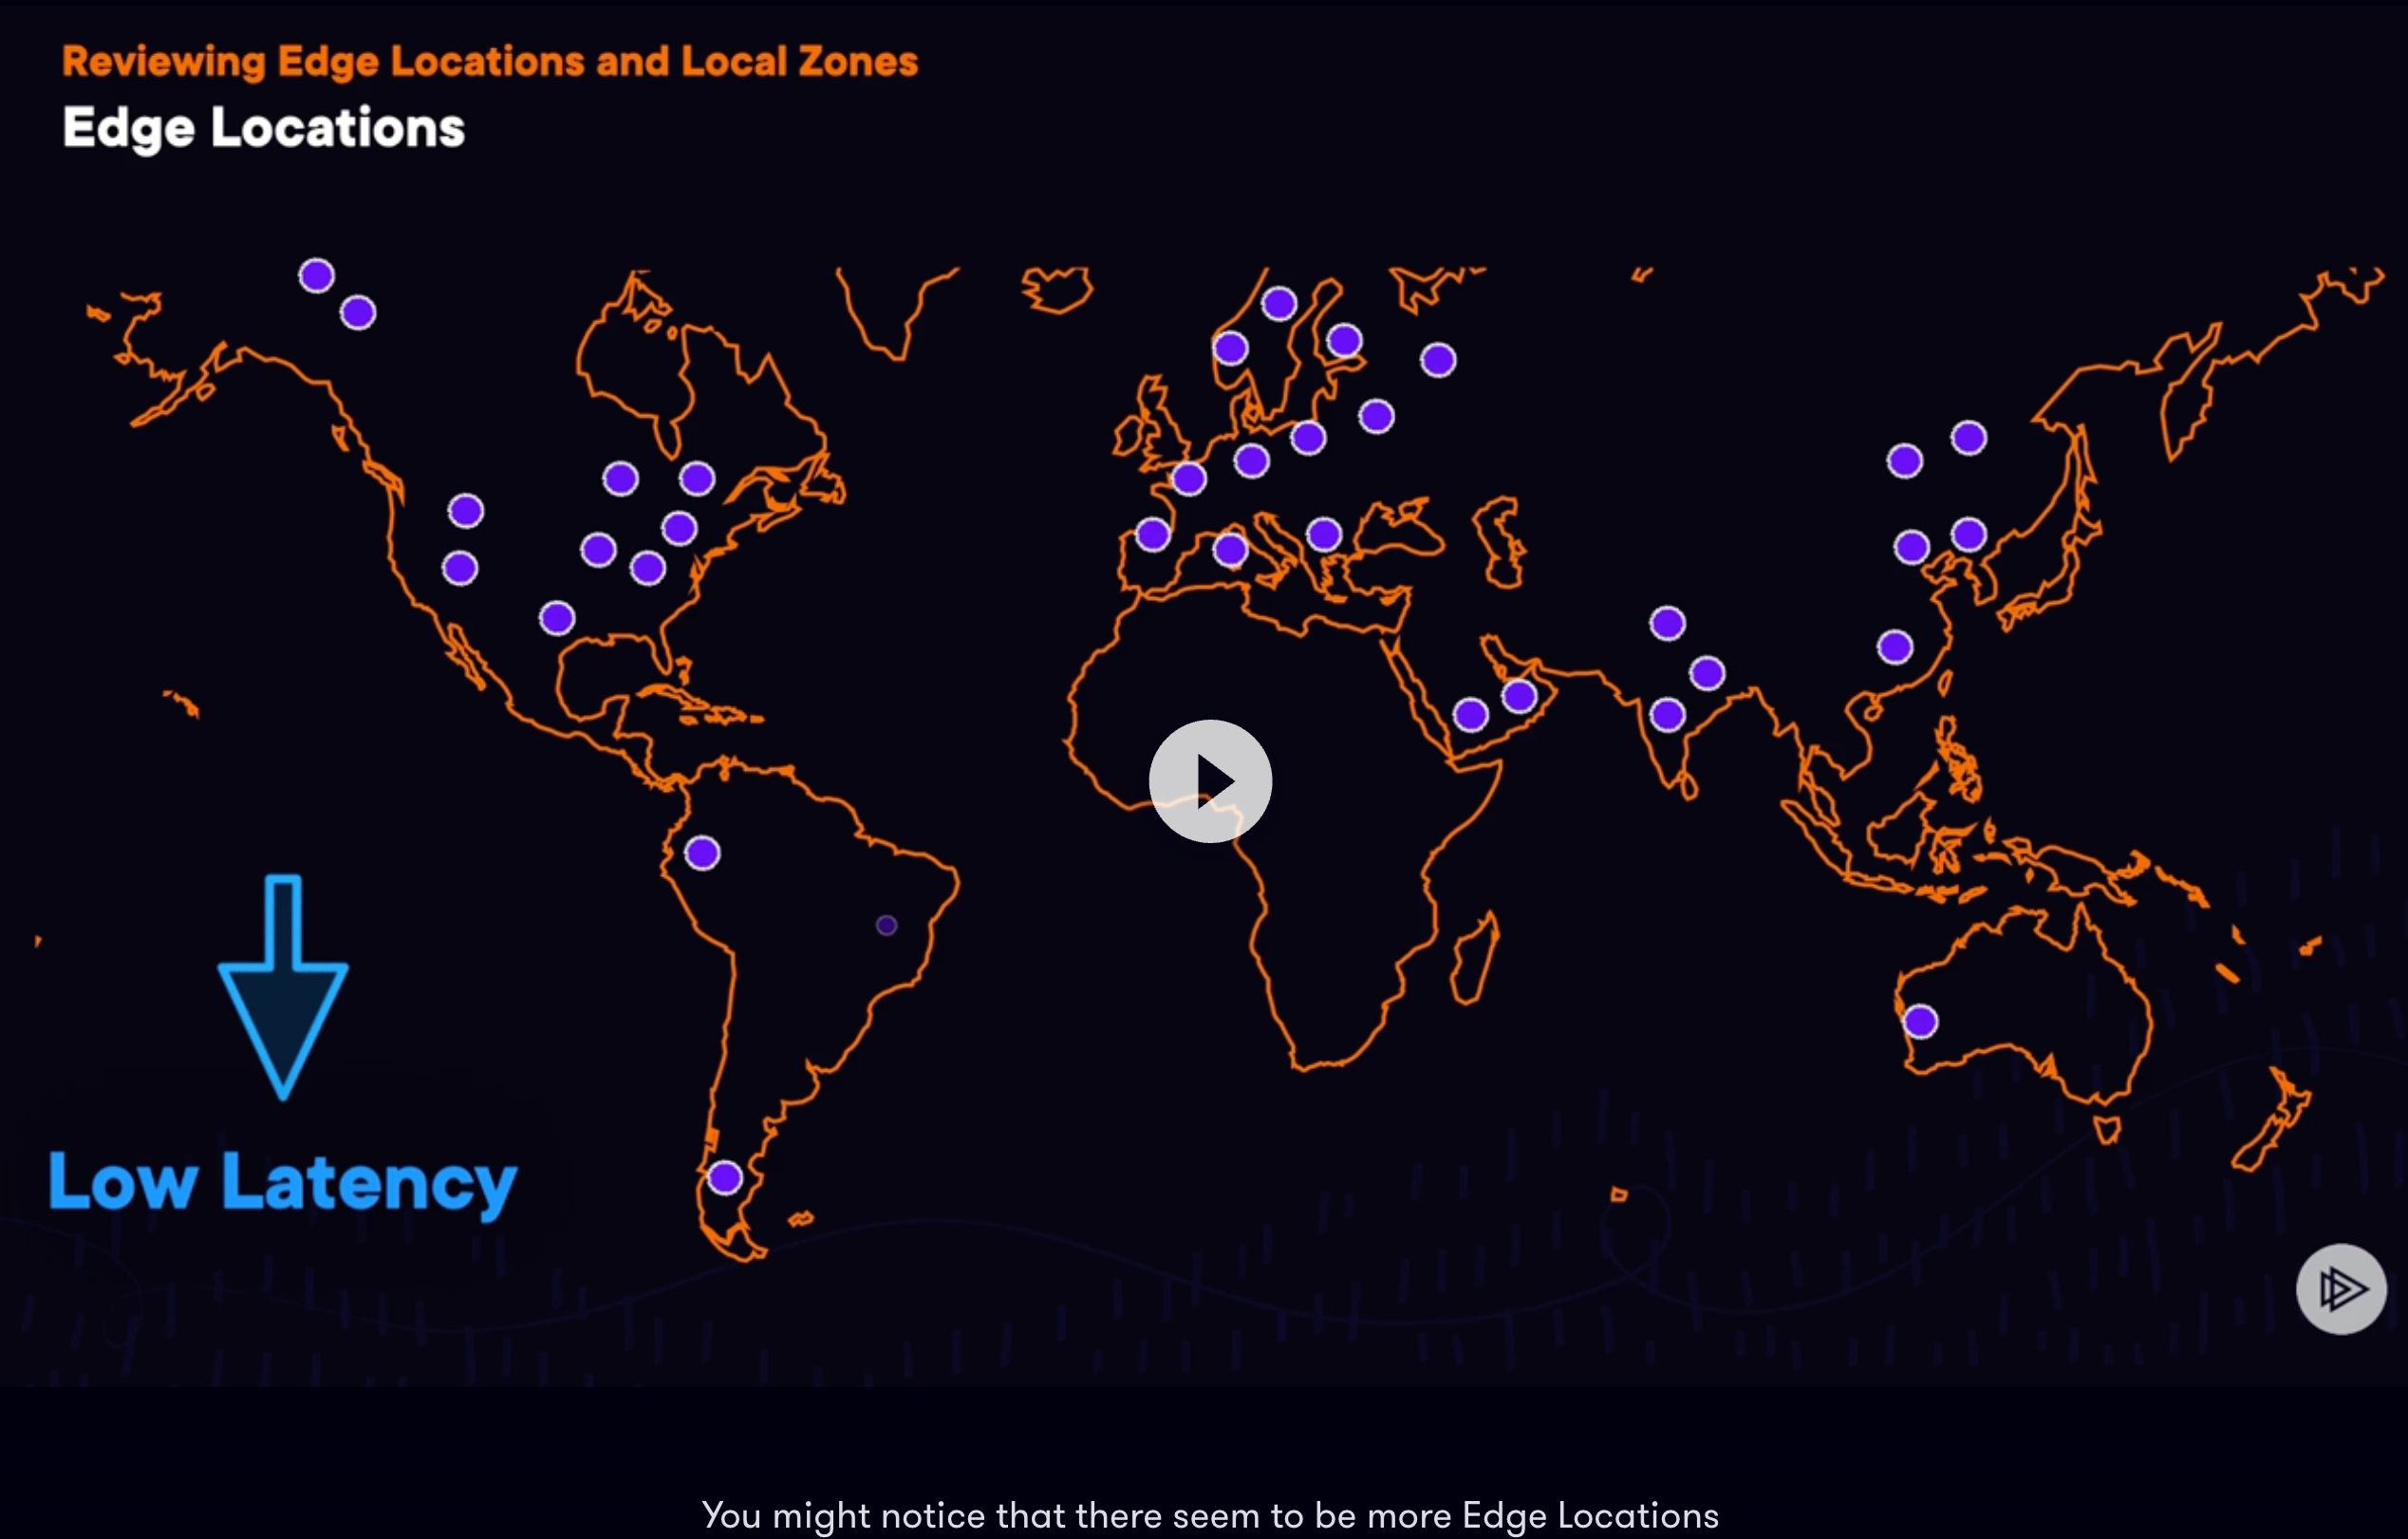 Reviewing Edge Locations and Local Zones
Edge Locations
Low Latency
You might notice that there seem to be more Edge Locations